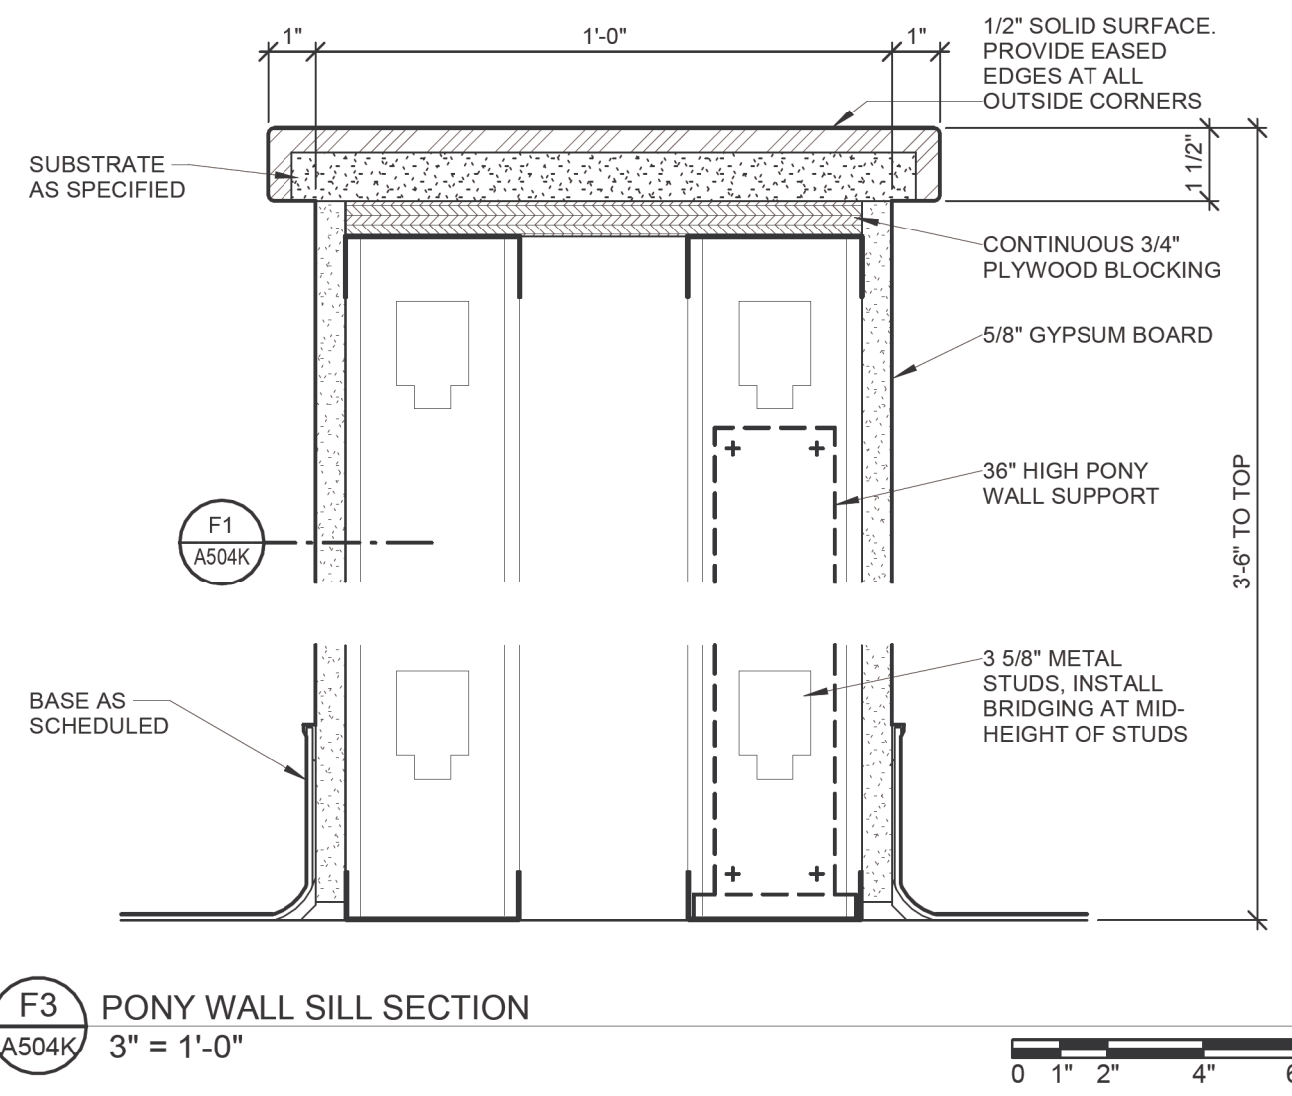 1"
1'-0"
1"
1/2" SOLID SURFACE.
PROVIDE EASED
EDGES AT ALL
OUTSIDE CORNERS
SUBSTRATE
AS SPECIFIED
1 1/2"
CONTINUOUS 3/4"
PLYWOOD BLOCKING
5/8" GYPSUM BOARD
36" HIGH PONY
WALL SUPPORT
3'-6" TO TOP
F1
A504K
3 5/8" METAL
STUDS, INSTALL
BRIDGING AT MID-
HEIGHT OF STUDS
BASE AS
SCHEDULED
F3
A504K
PONY WALL SILL SECTION
3" = 1'-0"
0 1" 2" 4"